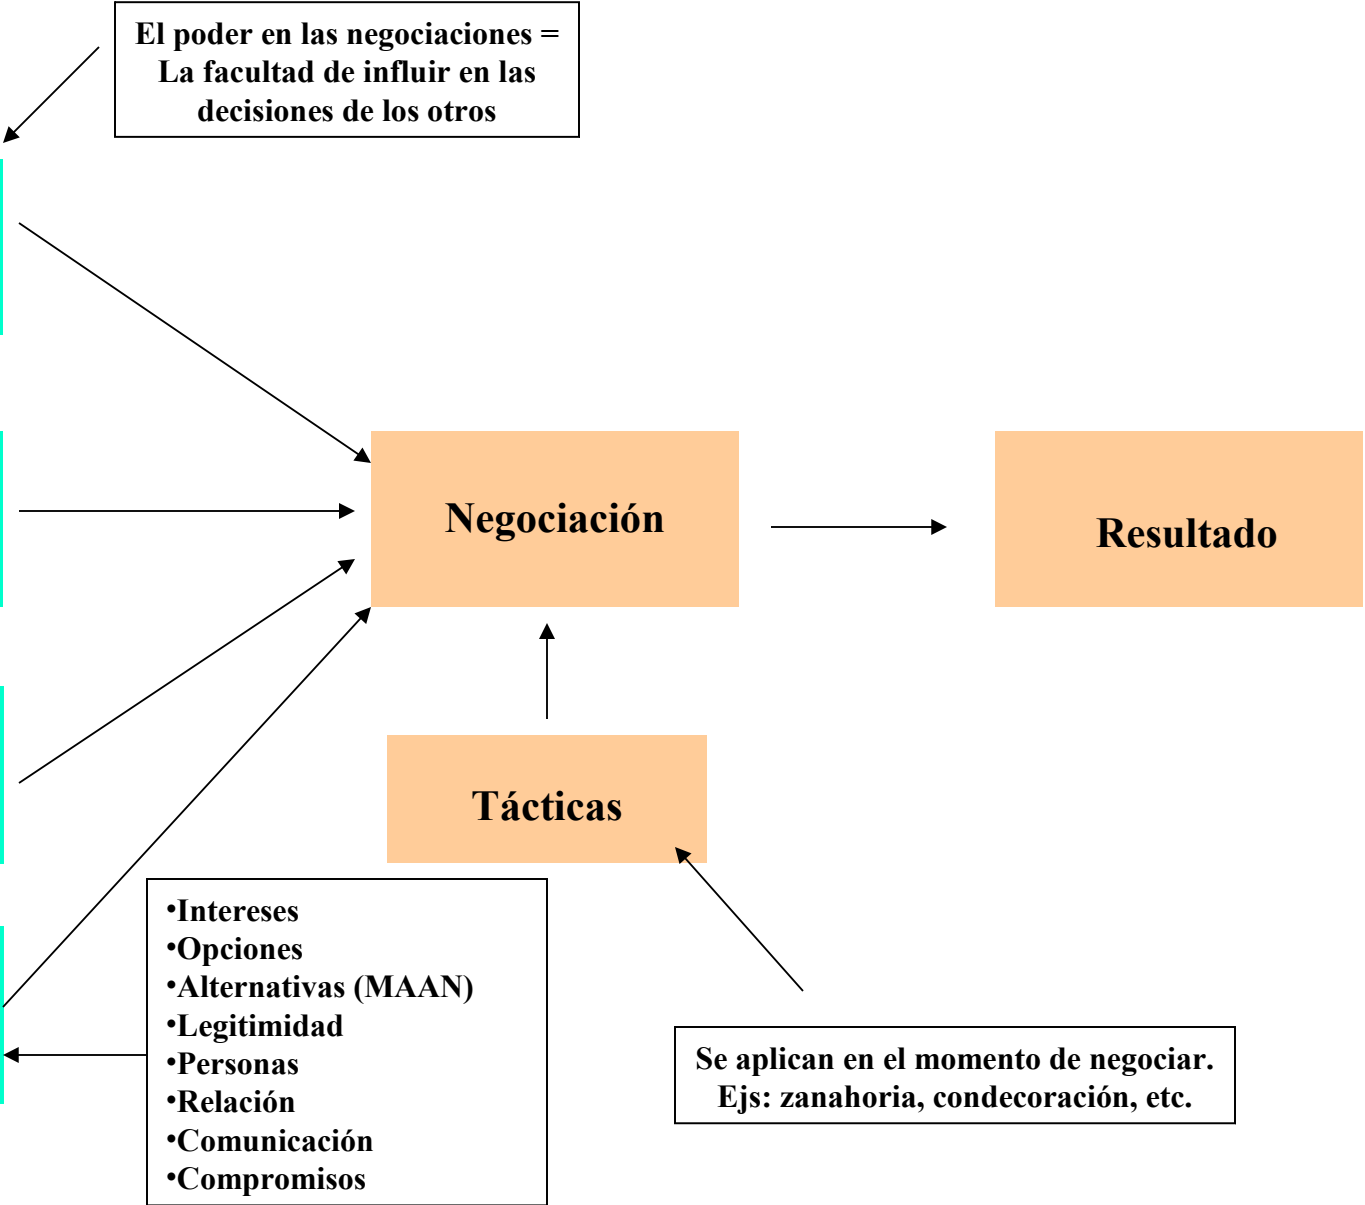 El poder en las negociaciones =
La facultad de influir en las
decisiones de los otros
Negociación
Resultado
Tácticas
•Intereses
•Opciones
•Alternativas (MAAN)
•Legitimidad
•Personas
•Relación
•Comunicación
•Compromisos
Se aplican en el momento de negociar.
Ejs: zanahoria, condecoración, etc.